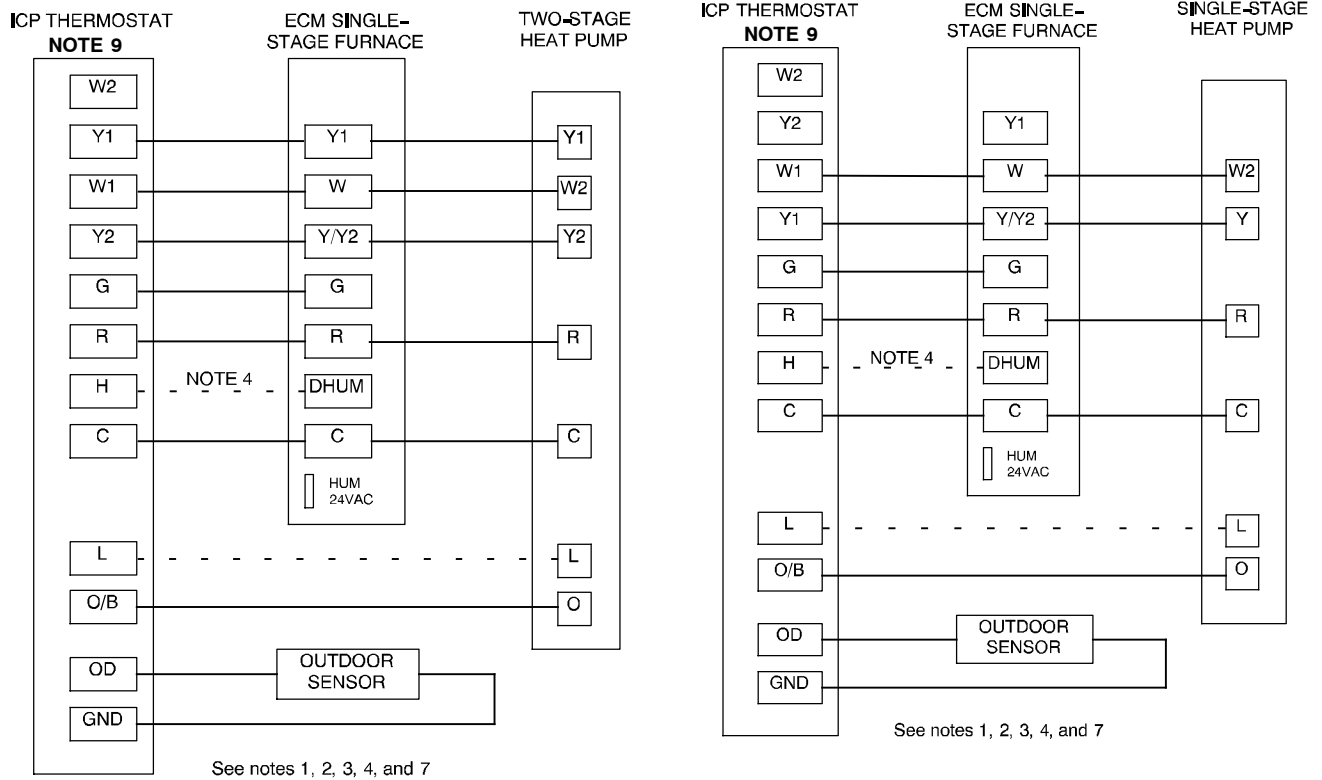 ICP THERMOSTAT
NOTE 9
ECM SINGLE-
STAGE FURNACE
TWO-STAGE
HEAT PUMP
W2
Y1 Y1 Y1
W1 W W2
Y2 Y/Y2 Y2
G G
R R R
H NOTE 4 DHUM
C C C
HUM
24VAC
L L
O/B O
OD OUTDOOR
SENSOR
GND
See notes 1, 2, 3, 4, and 7
ICP THERMOSTAT
NOTE 9
ECM SINGLE-
STAGE FURNACE
SINGLE-STAGE
HEAT PUMP
W2
Y2 Y1
W1 W W2
Y1 Y/Y2 Y
G G
R R R
H NOTE 4 DHUM
C C C
HUM
24VAC
L L
O/B O
OD OUTDOOR
SENSOR
GND
See notes 1, 2, 3, 4, and 7